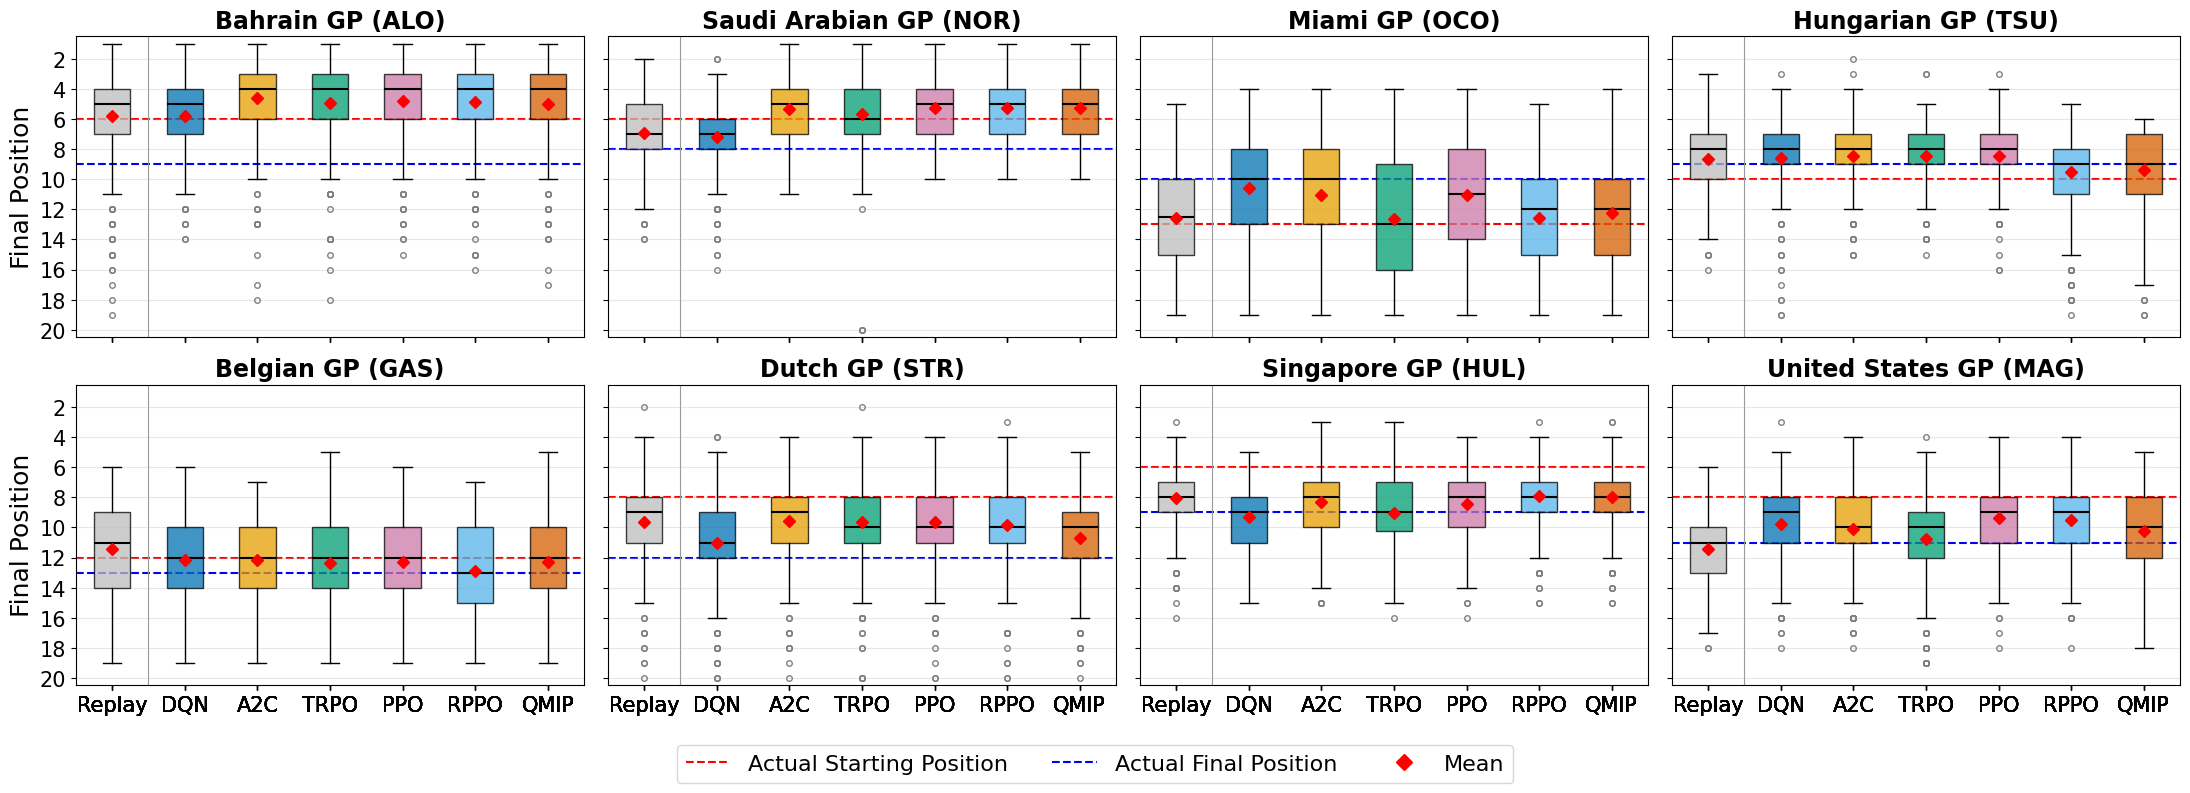 Bahrain GP (ALO)
Saudi Arabian GP (NOR)
Miami GP (OCO)
Hungarian GP (TSU)
Final Position
2
4
6
8
10
12
14
16
18
20
Belgian GP (GAS)
Dutch GP (STR)
Singapore GP (HUL)
United States GP (MAG)
Final Position
2
4
6
8
10
12
14
16
18
20
Replay DQN A2C TRPO PPO RPPO QMIP
Replay DQN A2C TRPO PPO RPPO QMIP
Replay DQN A2C TRPO PPO RPPO QMIP
Replay DQN A2C TRPO PPO RPPO QMIP
Actual Starting Position
Actual Final Position
Mean